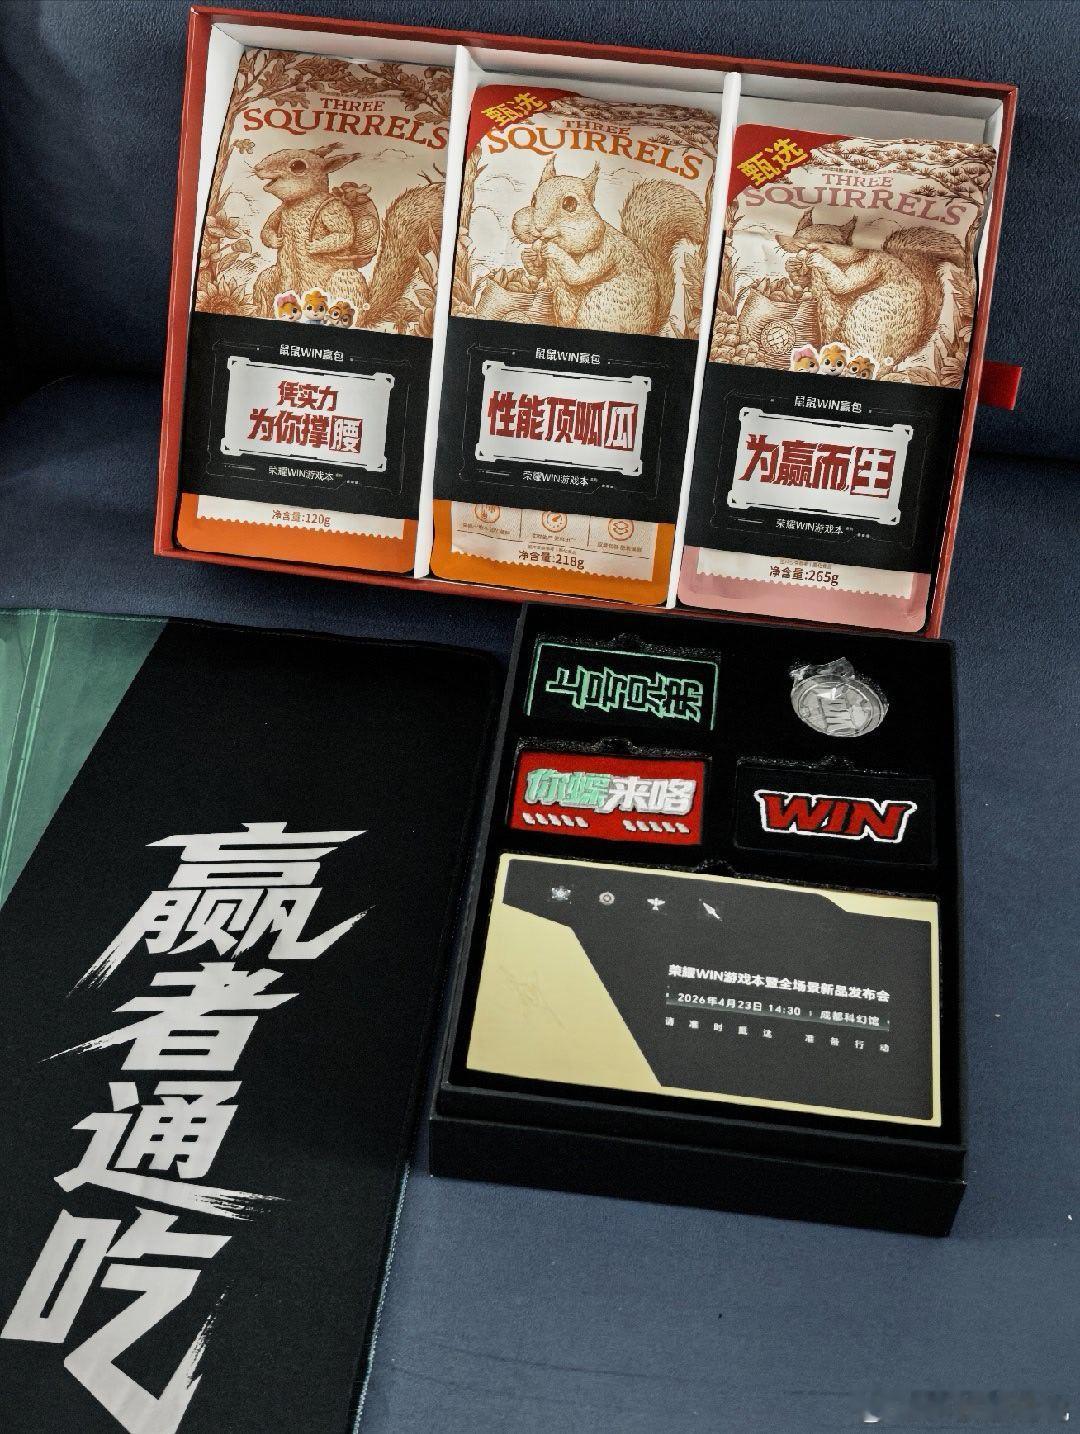 THREE
SQUIRRELS
鼠鼠WIN赢包
凭实力
为你撑腰
荣耀WIN游戏本
净含量:120g
甄选
THREE
SQUIRRELS
鼠鼠WIN赢包
性能顶呱瓜
荣耀WIN游戏本
净含量:218g
甄选
THREE
SQUIRRELS
鼠鼠WIN赢包
为赢而生
荣耀WIN游戏本
净含量:265g
上号兄弟
你蝶来咯
WIN
荣耀WIN游戏本暨全场景新品发布会
2026年4月23日 14:30 | 成都科幻馆
请准时抵达 准备行动
赢者通吃